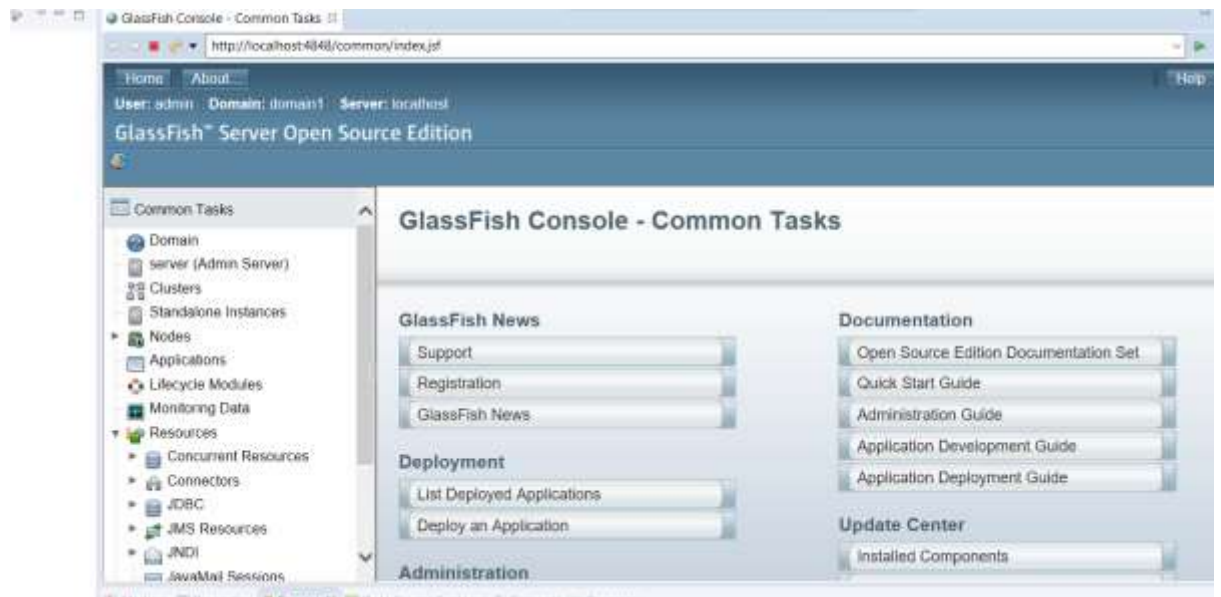 GlassFish Console - Common Tasks
http://localhost:4848/common/index.jsf
Home About...
Help
User: admin Domain: domain1 Server: localhost
GlassFish™ Server Open Source Edition
Common Tasks
Domain
server (Admin Server)
Clusters
Standalone Instances
Nodes
Applications
Lifecycle Modules
Monitoring Data
Resources
Concurrent Resources
Connectors
JDBC
JMS Resources
JNDI
JavaMail Sessions
GlassFish Console - Common Tasks
GlassFish News
Support
Registration
GlassFish News
Deployment
List Deployed Applications
Deploy an Application
Administration
Documentation
Open Source Edition Documentation Set
Quick Start Guide
Administration Guide
Application Development Guide
Application Deployment Guide
Update Center
Installed Components